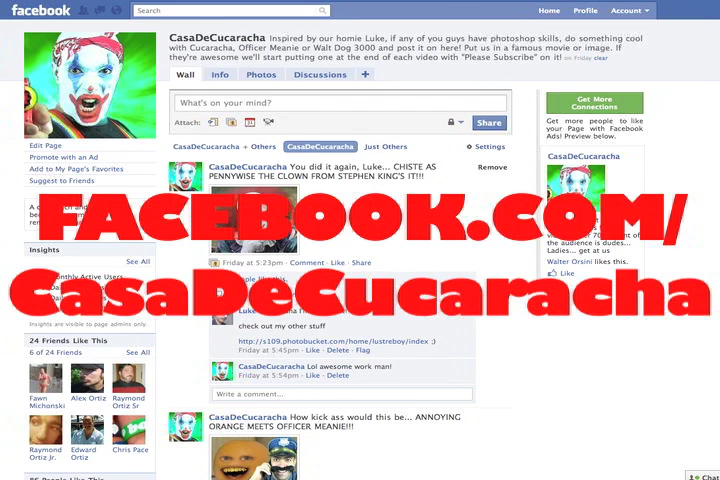 facebook
Search
Home Profile Account
CasaDeCucaracha Inspired by our homie Luke, if any of you guys have photoshop skills, do something cool
with Cucaracha, Officer Meanie or Walt Dog 3000 and post it on here! Put us in a famous movie or image. If
they're awesome we'll start putting one at the end of each video with "Please Subscribe" on it! on Friday clear
Wall Info Photos Discussions +
What's on your mind?
Attach:
Share
CasaDeCucaracha + Others CasaDeCucaracha Just Others
Settings
Edit Page
Promote with an Ad
Add to My Page's Favorites
Suggest to Friends
Get More
Connections
Get more people to like
your Page with Facebook
Ads! Preview below.
CasaDeCucaracha
CasaDeCucaracha You did it again, Luke... CHISTE AS
PENNYWISE THE CLOWN FROM STEPHEN KING'S IT!!!
Remove
FACEBOOK.COM/
CasaDeCucaracha
the audience is dudes...
Ladies.. get at us
Walter Orsini likes this.
Like
Friday at 5:23pm · Comment · Like · Share
Insights
See All
Insights are visible to page admins only.
check out my other stuff
http://s109.photobucket.com/home/lustreboy/index ;)
Friday at 5:45pm · Like · Delete · Flag
CasaDeCucaracha Lol awesome work man!
Friday at 5:54pm · Like · Delete
Write a comment...
24 Friends Like This
6 of 24 Friends See All
Fawn
Michonski
Alex Ortiz
Raymond
Ortiz Sr
Raymond
Ortiz Jr.
Edward
Ortiz
Chris Pace
CasaDeCucaracha How kick ass would this be... ANNOYING
ORANGE MEETS OFFICER MEANIE!!!
Chat